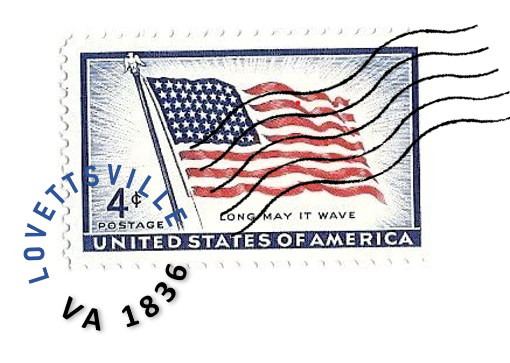 LOVETTSVILLE
4¢
POSTAGE
LONG MAY IT WAVE
UNITED STATES OF AMERICA
VA 1836